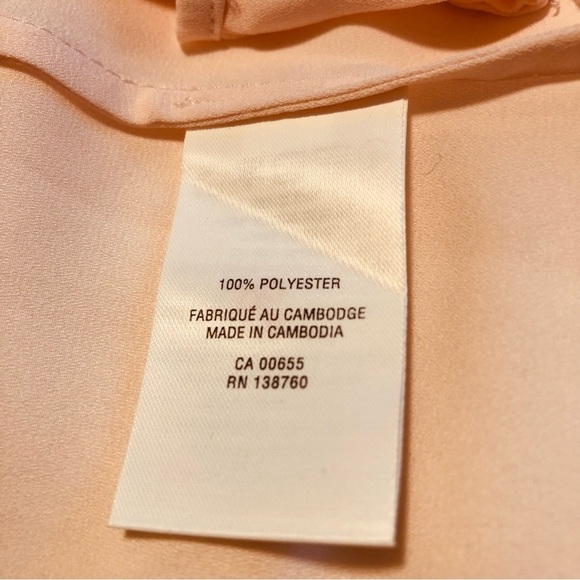 100% POLYESTER
FABRIQUÉ AU CAMBODGE
MADE IN CAMBODIA
CA 00655
RN 138760